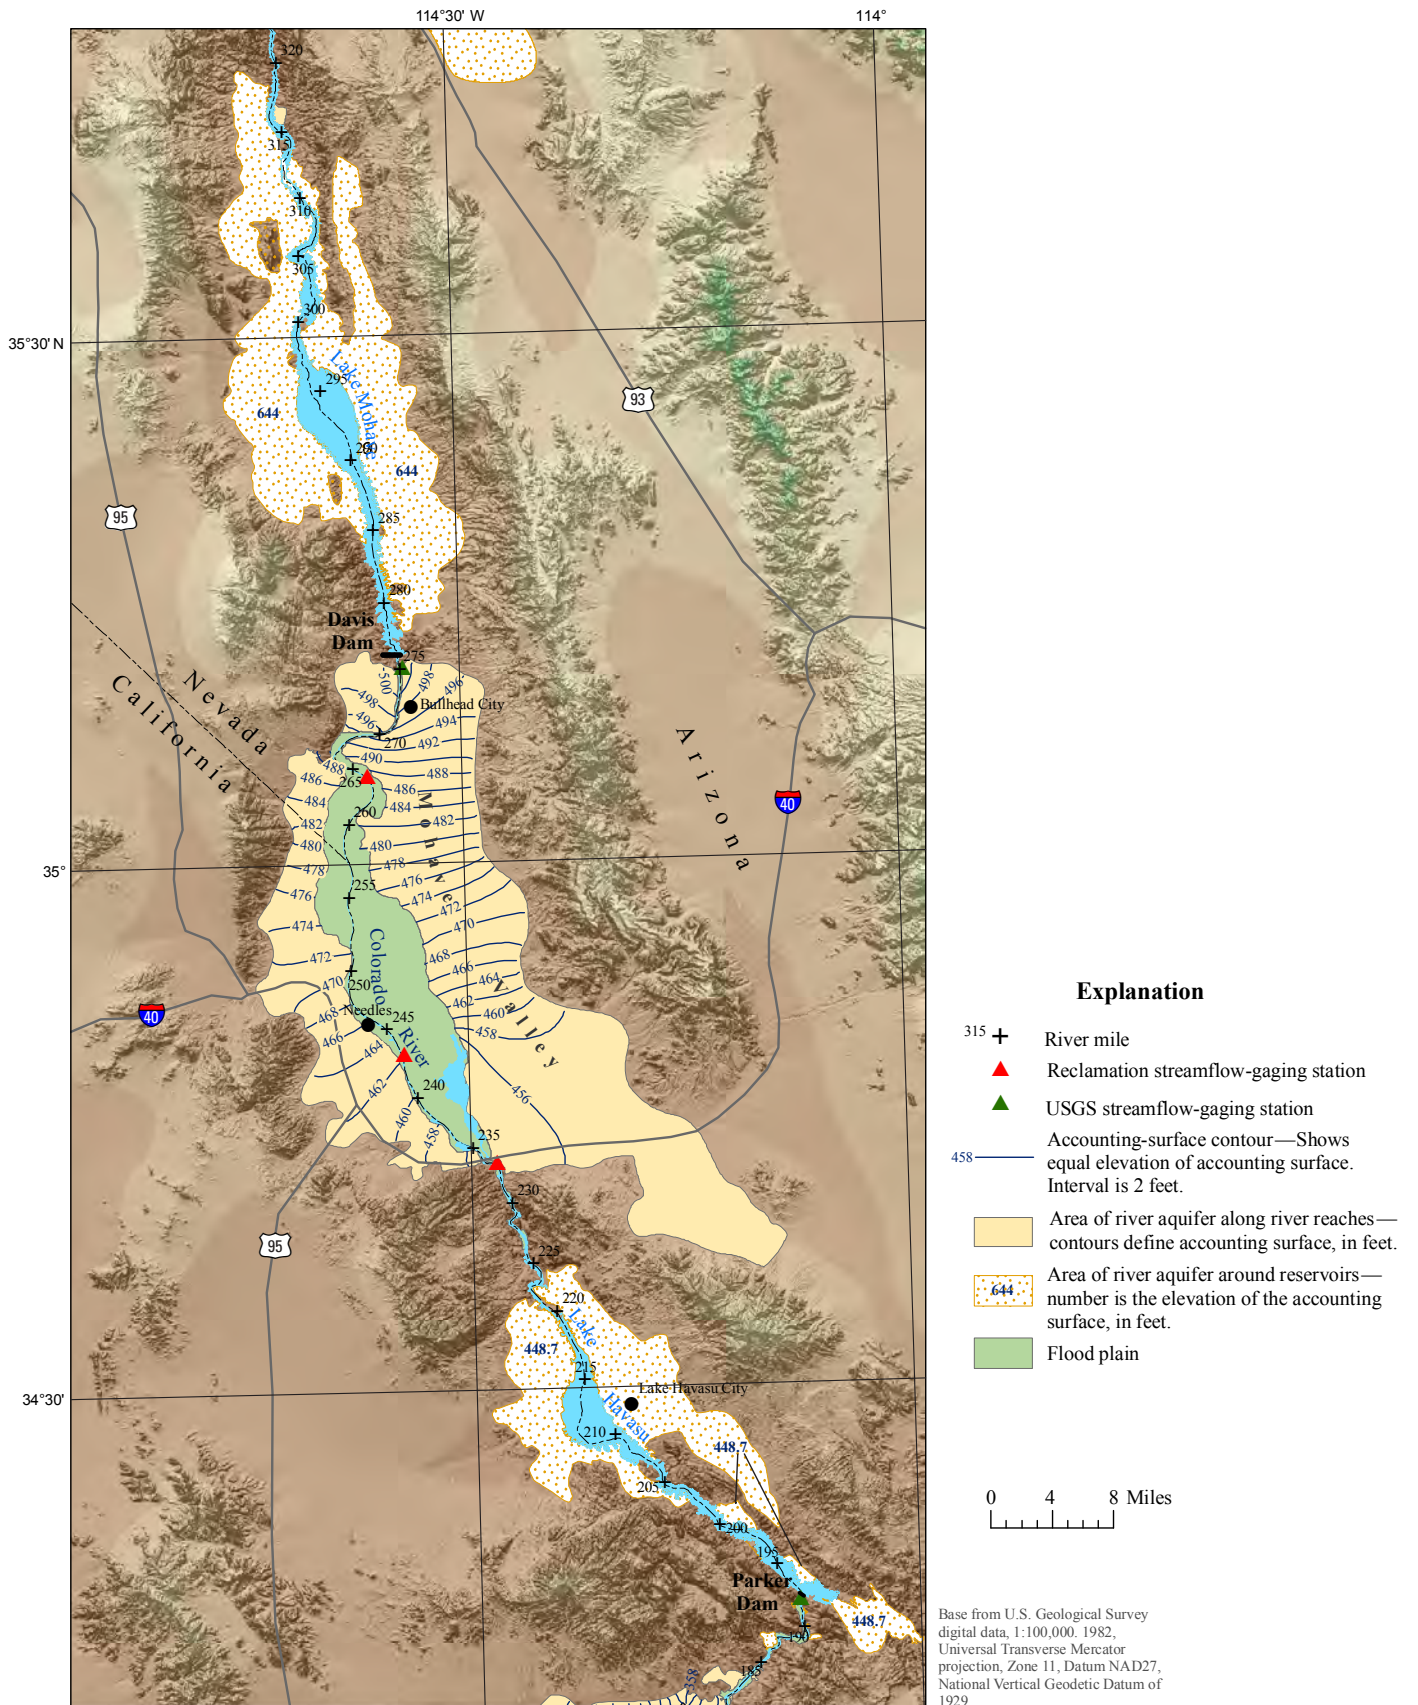 114°30' W
114°
320
315
310
305
300
35°30' N
Lake Mohave
295
93
644
290
644
95
285
280
Davis
Dam
275
500
498
496
498
Bullhead City
496
494
270
492
490
488
488
486
265
486
484
484
Nevada
California
Mohave
Valley
Arizona
40
260
482
482
480
480
478
478
35°
476
476
255
474
472
474
470
Colorado
River
468
472
466
464
470
250
462
468
Needles
460
40
245
458
466
464
462
240
456
460
458
235
230
95
225
220
Lake
Havasu
448.7
215
Lake Havasu City
34°30'
210
448.7
205
200
195
Parker
Dam
448.7
190
185
358
Explanation
315
River mile
Reclamation streamflow-gaging station
USGS streamflow-gaging station
458
Accounting-surface contour—Shows
equal elevation of accounting surface.
Interval is 2 feet.
Area of river aquifer along river reaches—
contours define accounting surface, in feet.
644
Area of river aquifer around reservoirs—
number is the elevation of the accounting
surface, in feet.
Flood plain
0 4 8 Miles
Base from U.S. Geological Survey
digital data, 1:100,000. 1982,
Universal Transverse Mercator
projection, Zone 11, Datum NAD27,
National Vertical Geodetic Datum of
1929